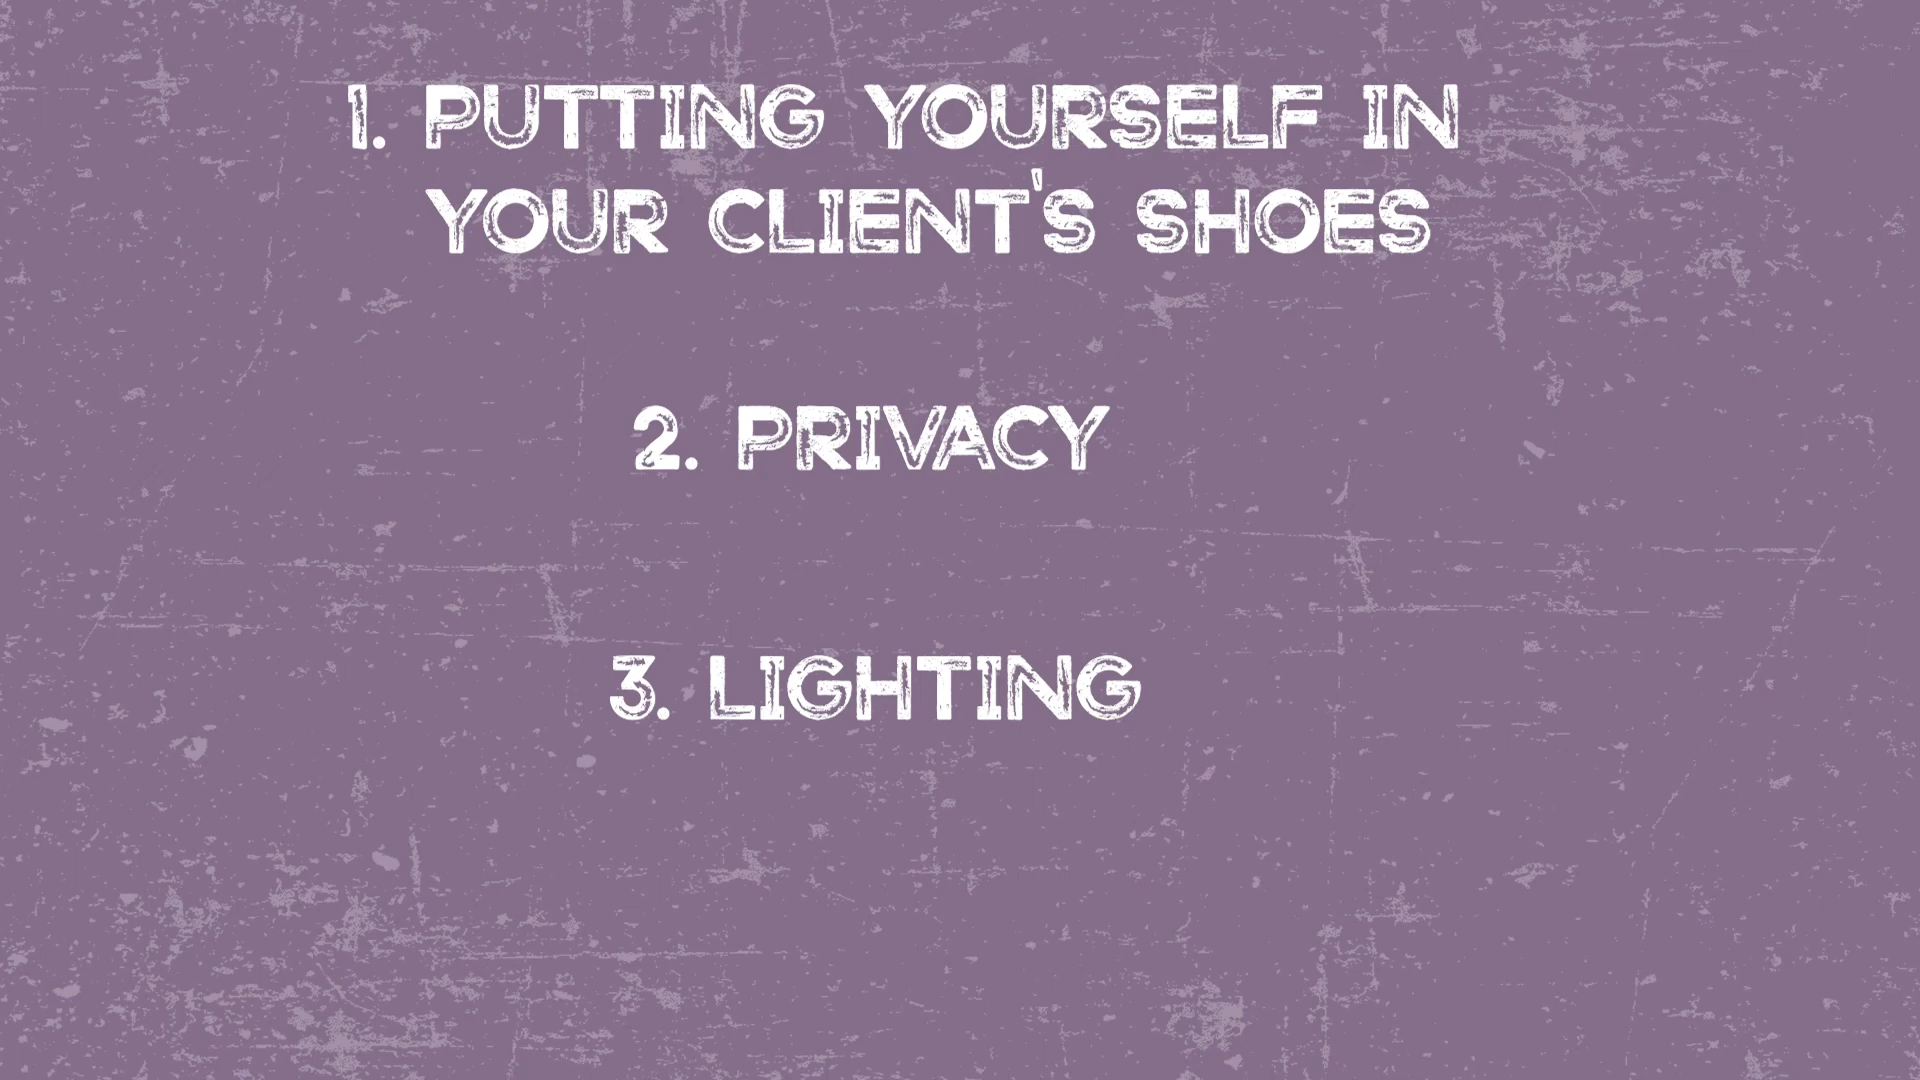 1. PUTTING YOURSELF IN
YOUR CLIENT'S SHOES
2. PRIVACY
3. LIGHTING